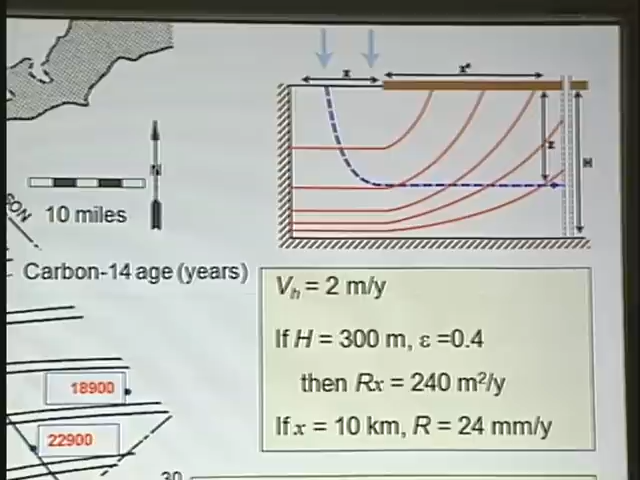 x
x*
z
H
N
SON
10 miles
Carbon-14 age (years)
18900
22900
Vₕ = 2 m/y
If H = 300 m, ε =0.4
then Rx = 240 m²/y
If x = 10 km, R = 24 mm/y
30